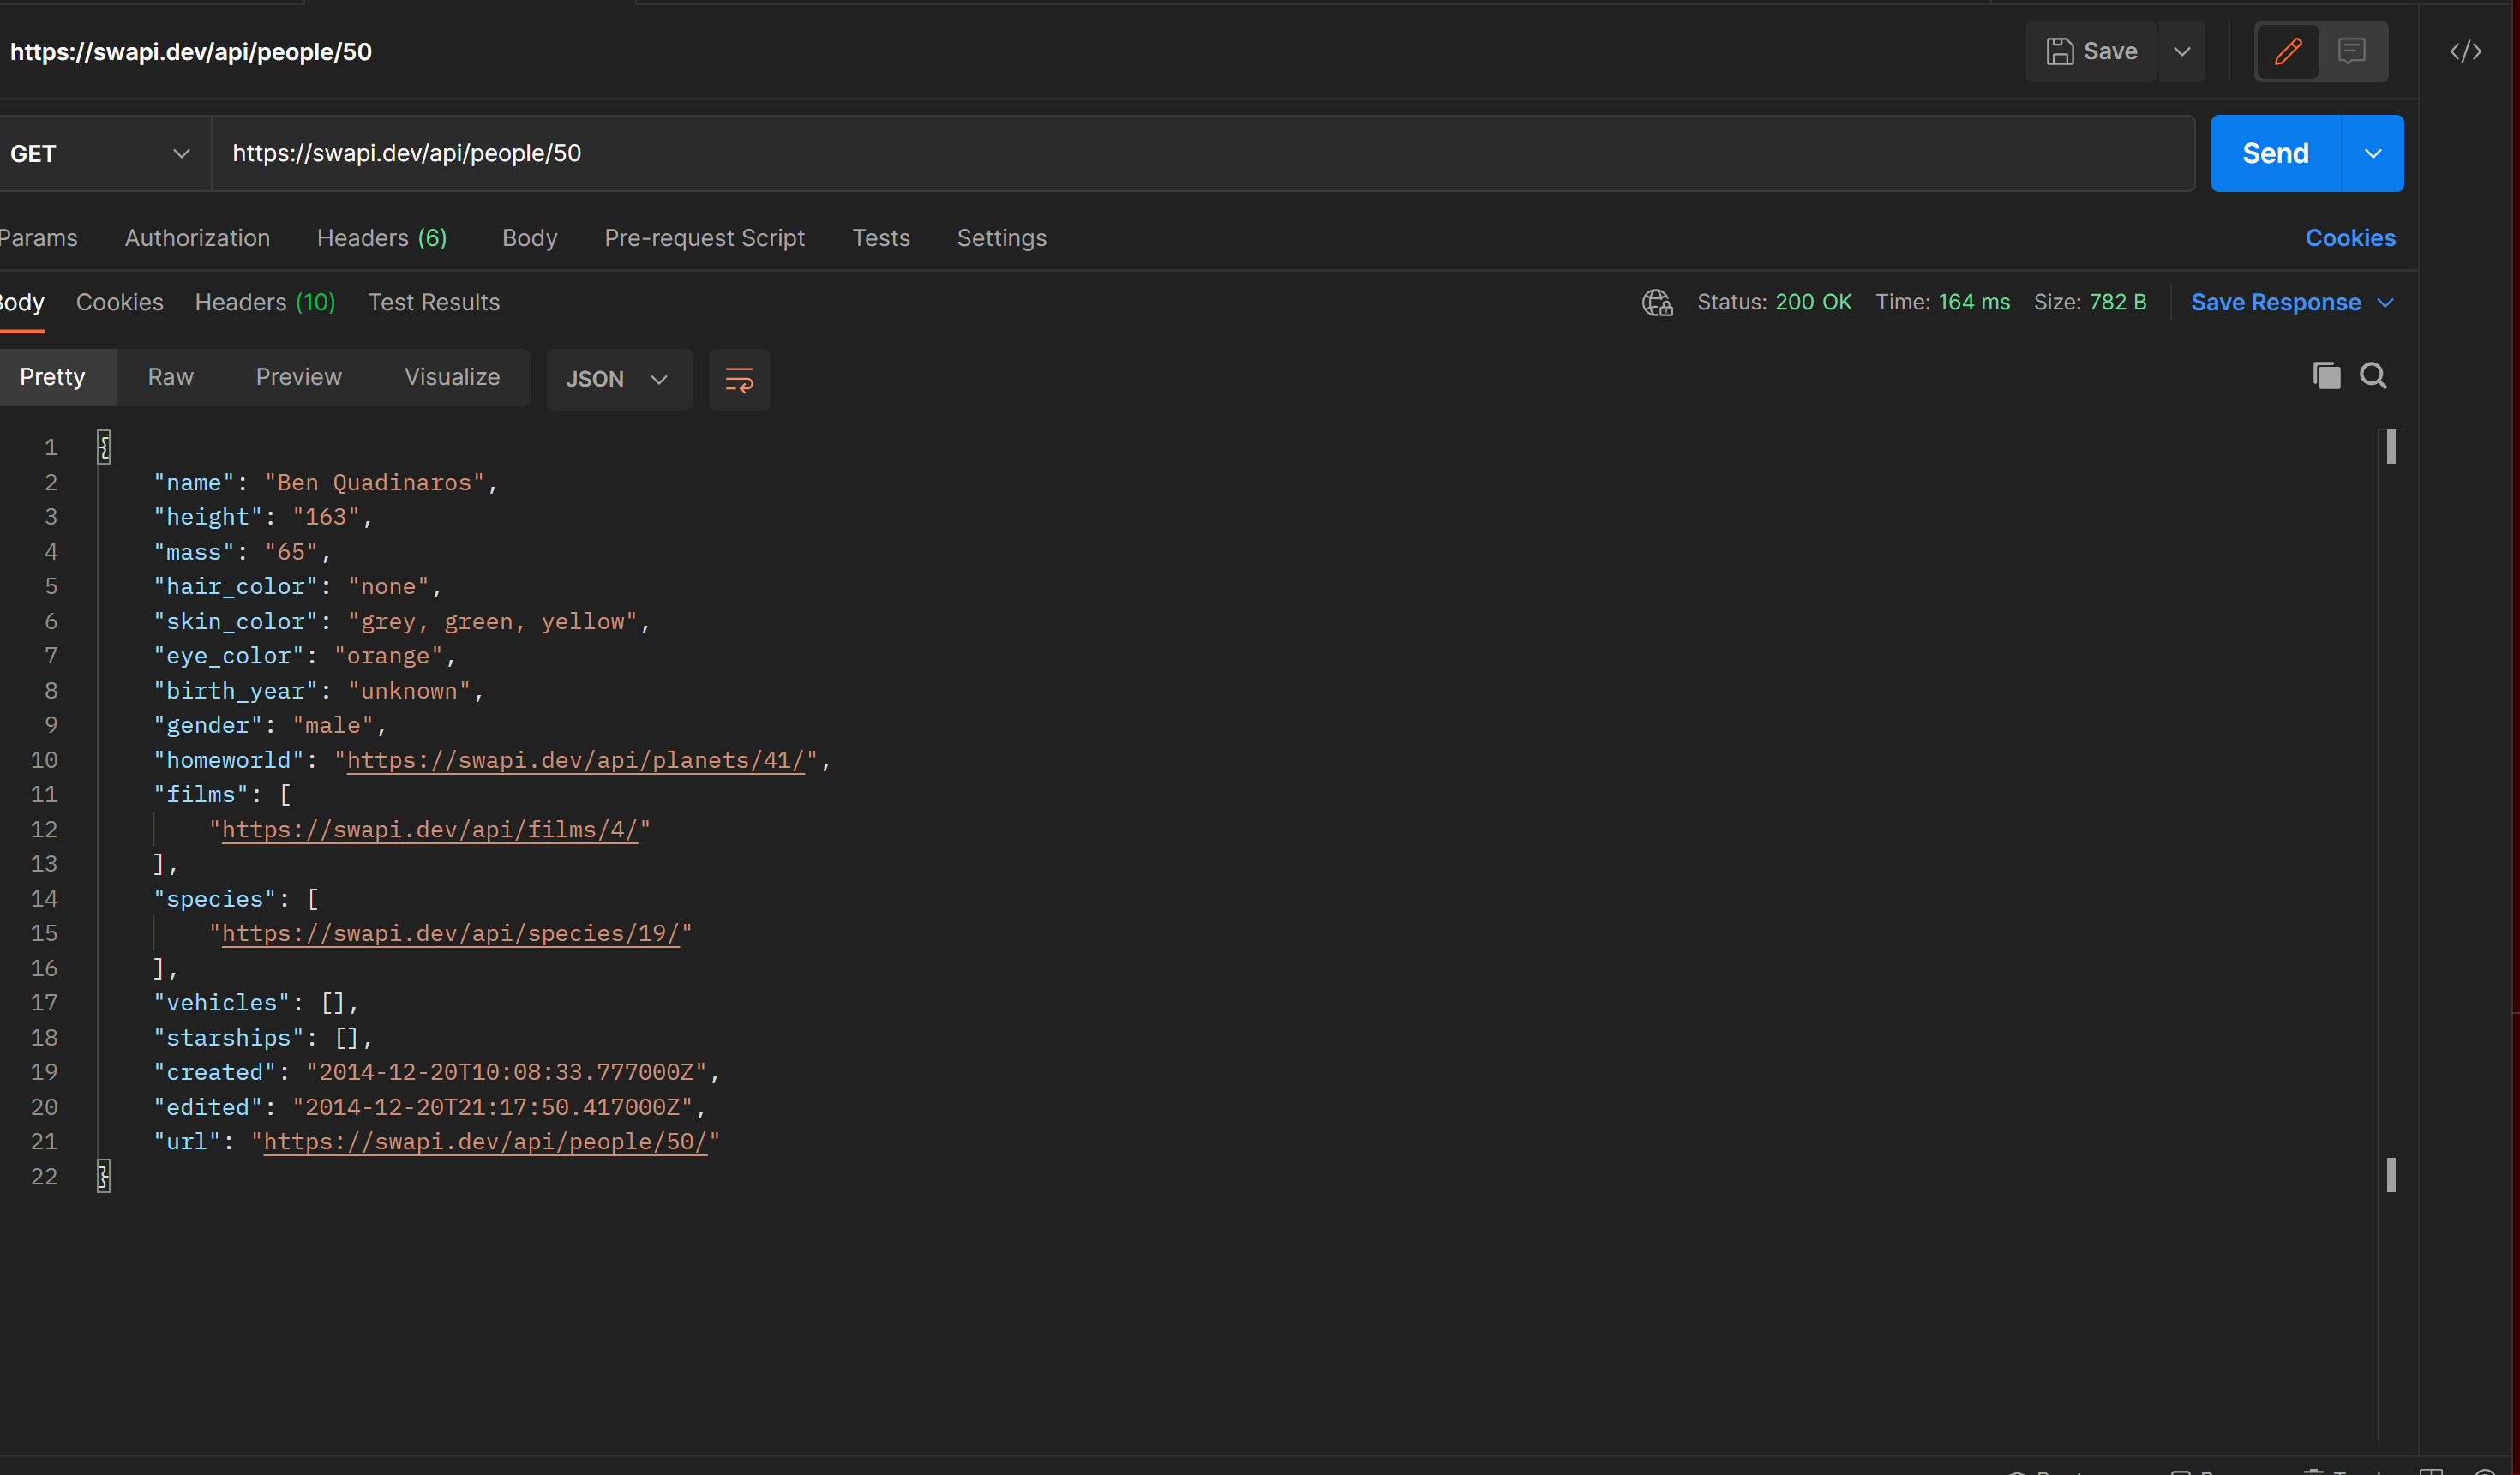 https://swapi.dev/api/people/50
Save
GET https://swapi.dev/api/people/50 Send
Params Authorization Headers (6) Body Pre-request Script Tests Settings Cookies
Body Cookies Headers (10) Test Results Status: 200 OK Time: 164 ms Size: 782 B Save Response
Pretty Raw Preview Visualize JSON
1 {
2 "name": "Ben Quadinaros",
3 "height": "163",
4 "mass": "65",
5 "hair_color": "none",
6 "skin_color": "grey, green, yellow",
7 "eye_color": "orange",
8 "birth_year": "unknown",
9 "gender": "male",
10 "homeworld": "https://swapi.dev/api/planets/41/",
11 "films": [
12 "https://swapi.dev/api/films/4/"
13 ],
14 "species": [
15 "https://swapi.dev/api/species/19/"
16 ],
17 "vehicles": [],
18 "starships": [],
19 "created": "2014-12-20T10:08:33.777000Z",
20 "edited": "2014-12-20T21:17:50.417000Z",
21 "url": "https://swapi.dev/api/people/50/"
22 }